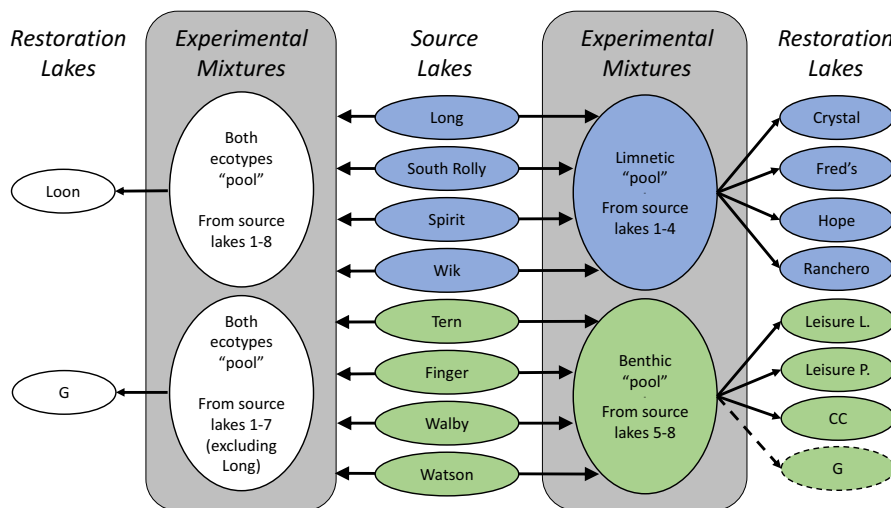 Restoration
Lakes
Experimental
Mixtures
Source
Lakes
Experimental
Mixtures
Restoration
Lakes
Loon
G
Both
ecotypes
“pool”
From source
lakes 1-8
Both
ecotypes
“pool”
From source
lakes 1-7
(excluding
Long)
Long
South Rolly
Spirit
Wik
Tern
Finger
Walby
Watson
Limnetic
“pool”
From source
lakes 1-4
Benthic
“pool”
From source
lakes 5-8
Crystal
Fred’s
Hope
Ranchero
Leisure L.
Leisure P.
CC
G